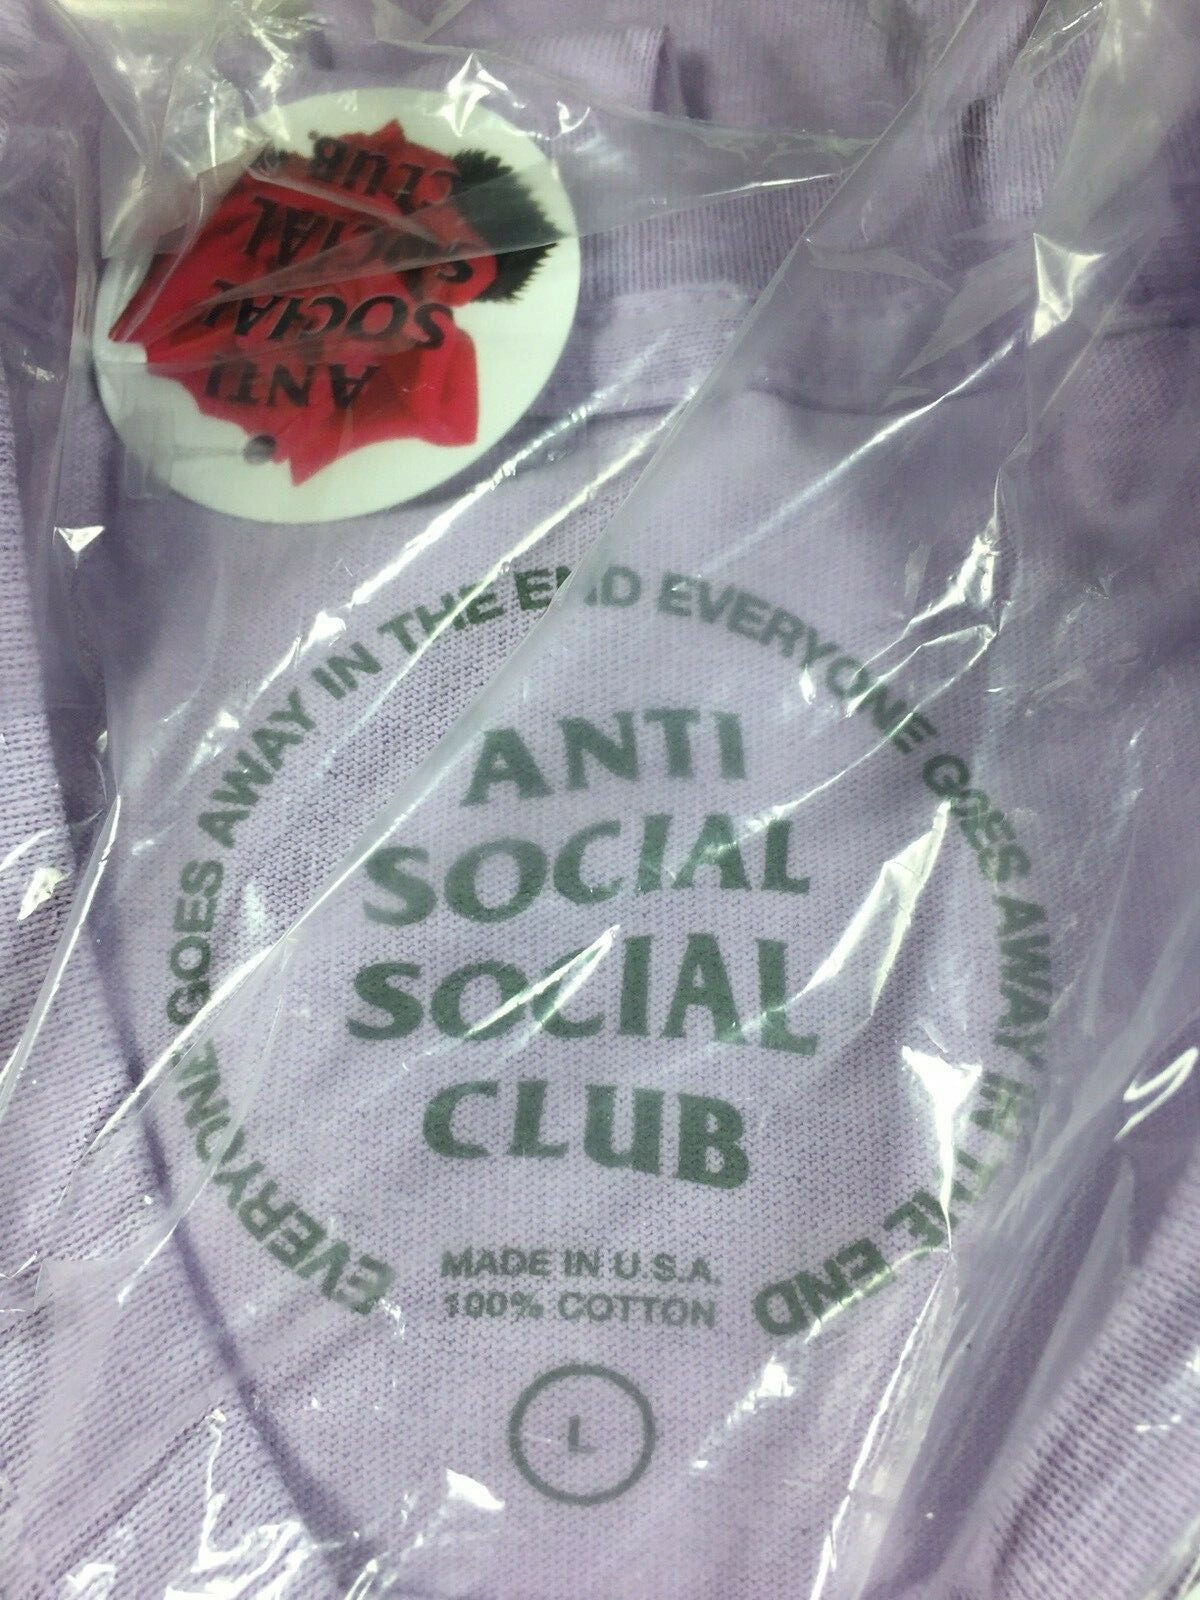 ANTI
SOCIAL
SOCIAL
CLUB
EVERYONE GOES AWAY IN THE END EVERYONE GOES AWAY IN THE END
ANTI
SOCIAL
SOCIAL
CLUB
MADE IN U.S.A.
100% COTTON
L